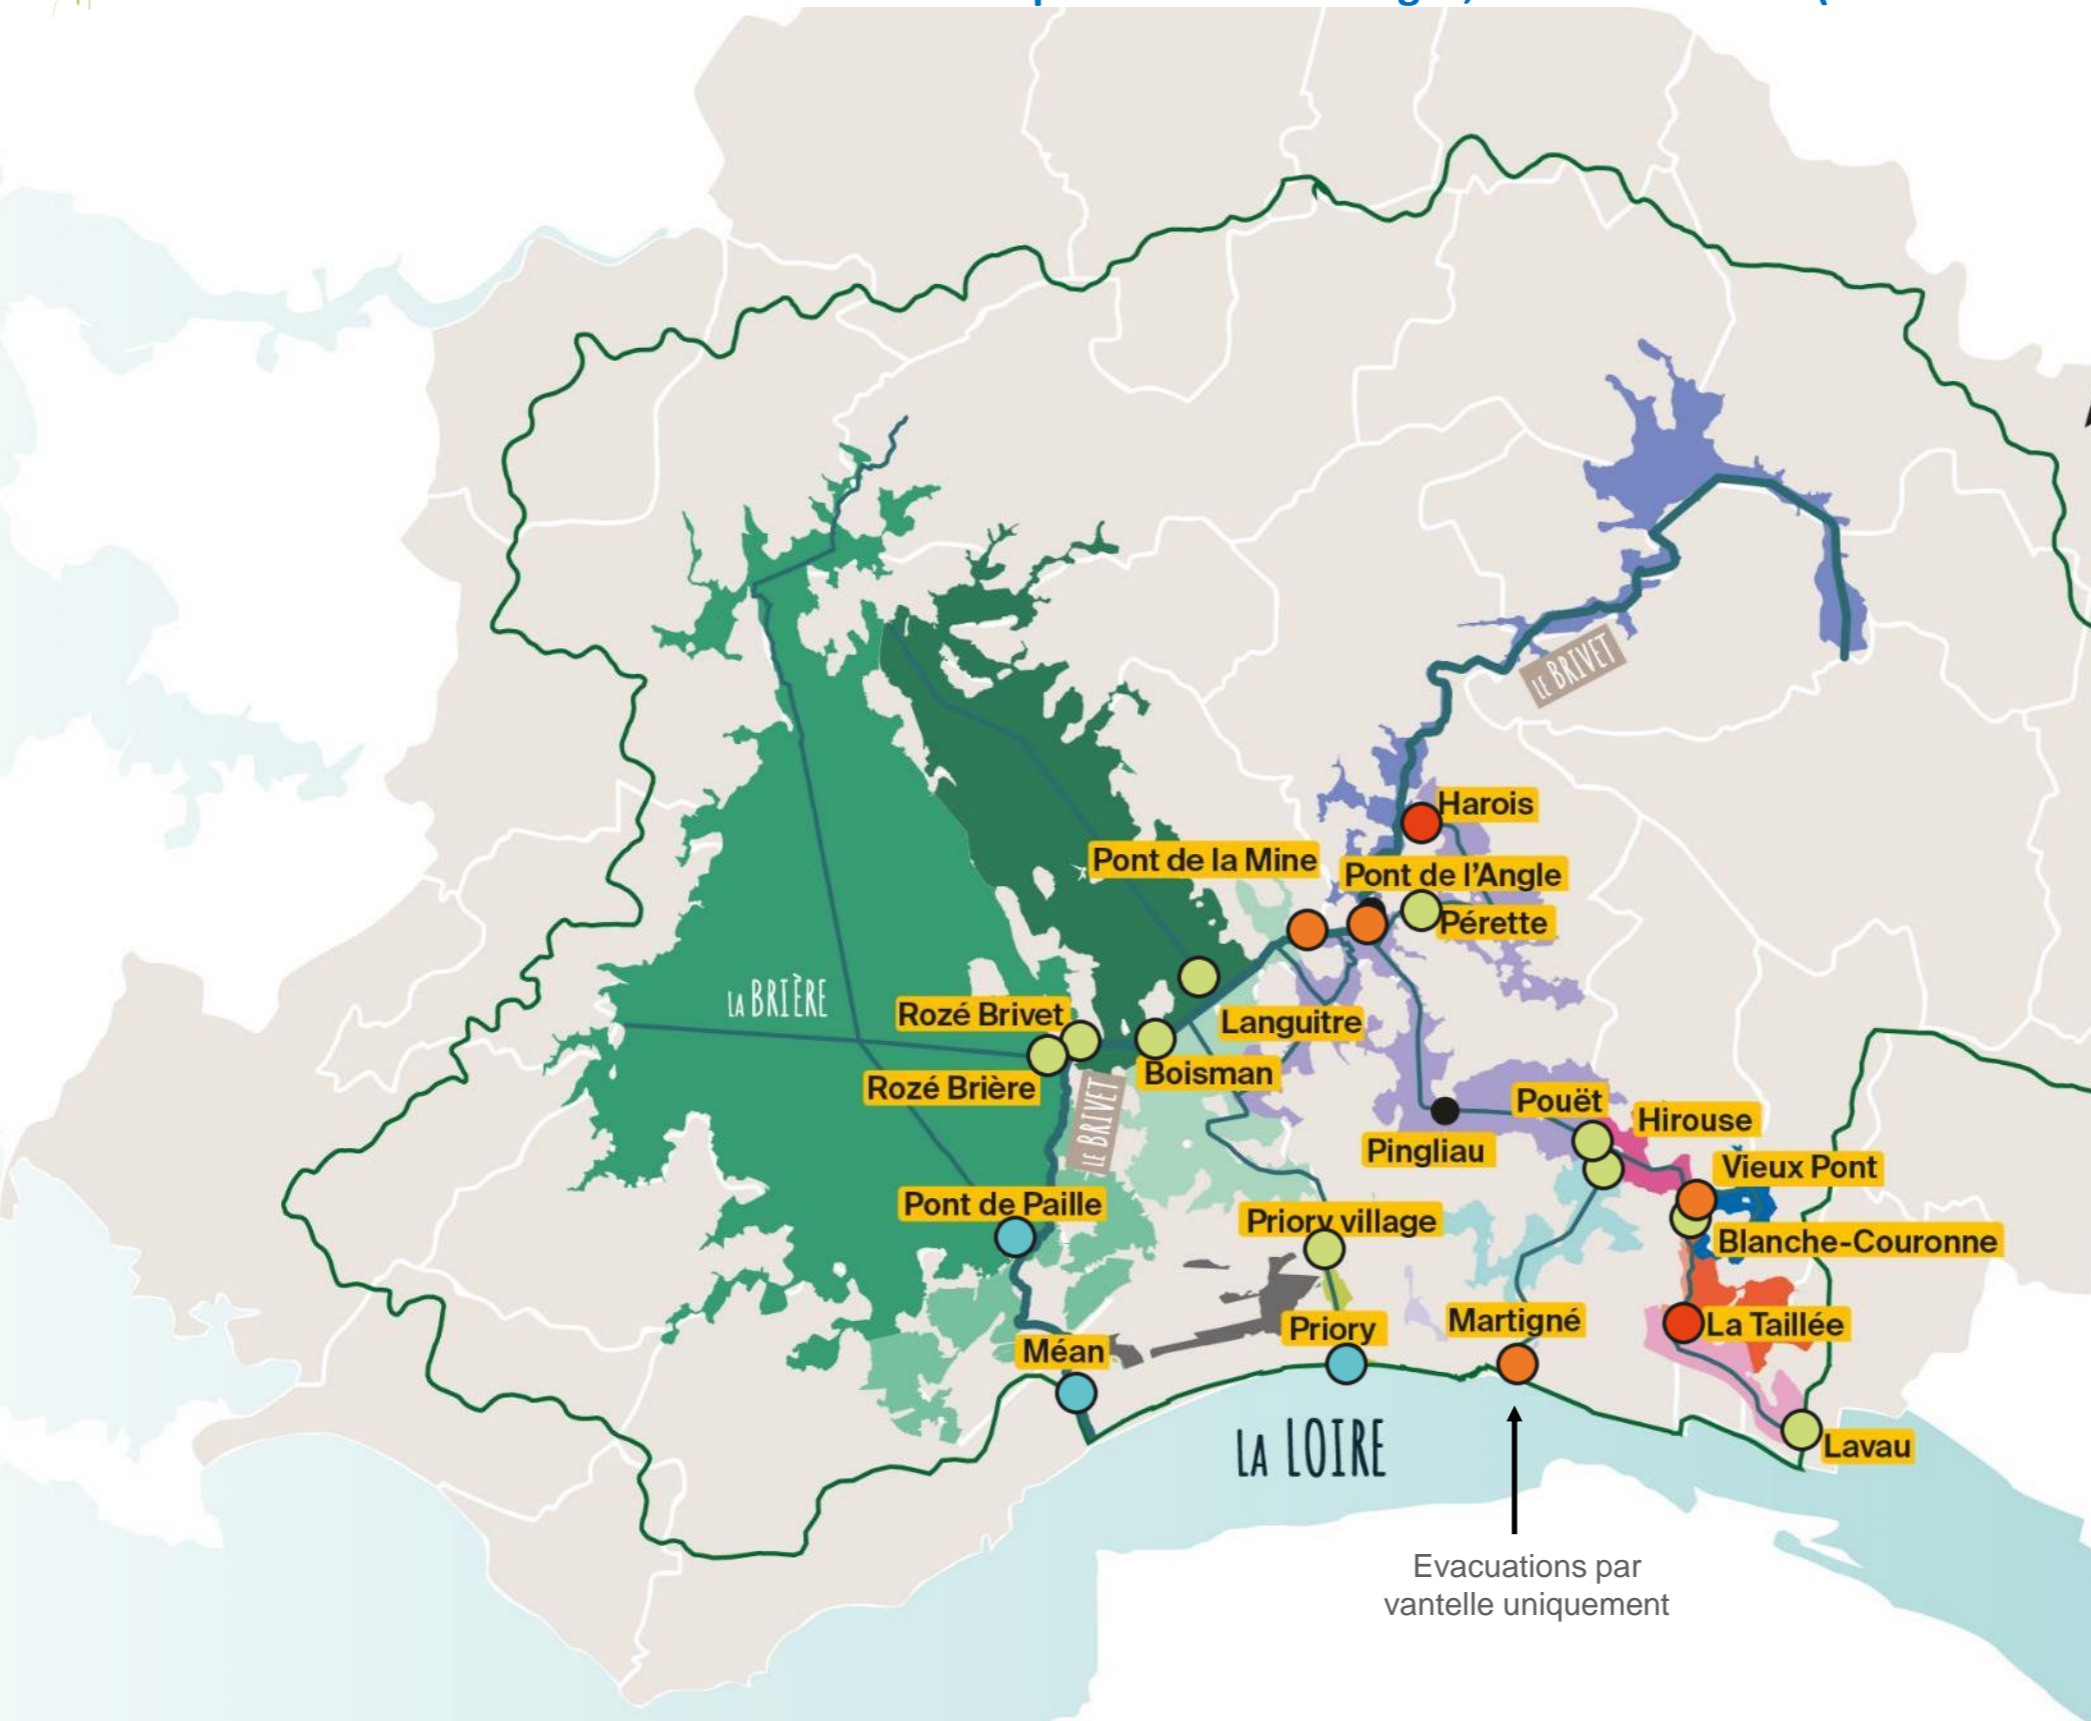 LE BRIVET
Harois
Pont de la Mine
Pont de l'Angle
Pérette
LA BRIÈRE
Rozé Brivet
Languitre
Boisman
Rozé Brière
LE BRIVET
Pouët
Hirouse
Pingliau
Vieux Pont
Pont de Paille
Priory village
Blanche-Couronne
Priory
Martigné
La Taillée
Méan
LA LOIRE
Lavau
Evacuations par
vantelle uniquement